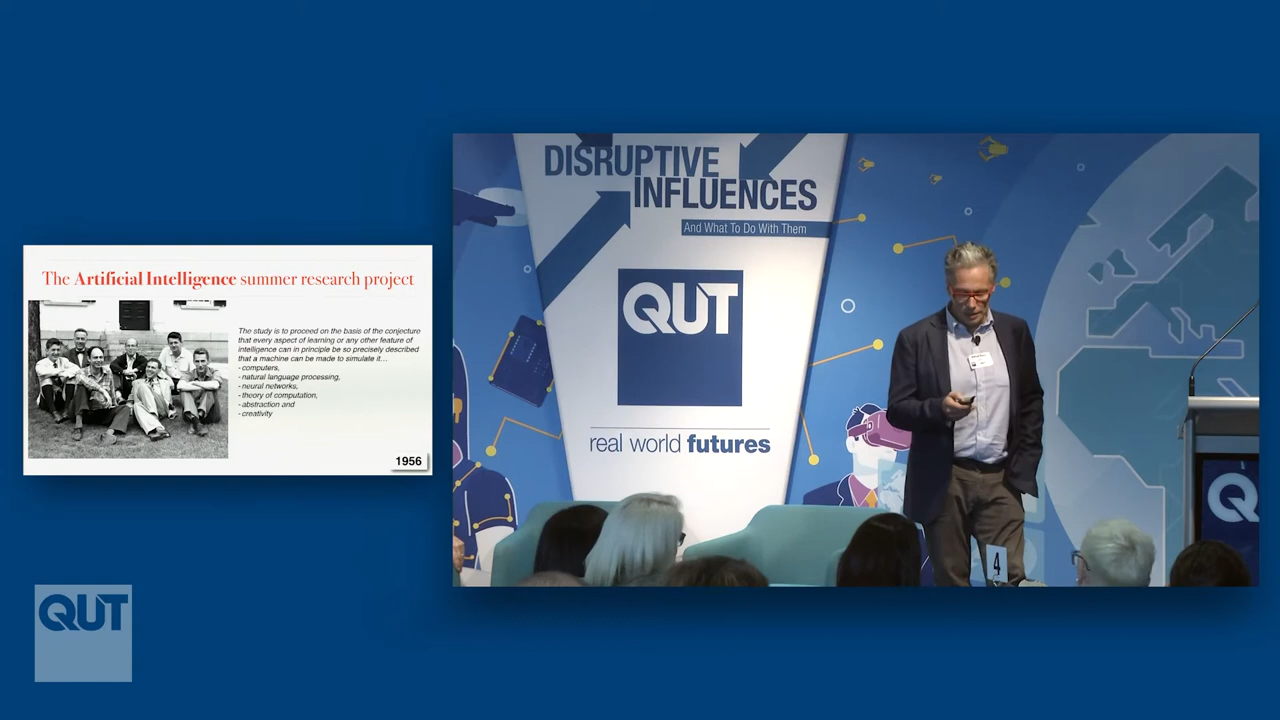 The Artificial Intelligence summer research project
The study is to proceed on the basis of the conjecture
that every aspect of learning or any other feature of
intelligence can in principle be so precisely described
that a machine can be made to simulate it...
- computers,
- natural language processing,
- neural networks,
- theory of computation,
- abstraction and
- creativity
1956
QUT
DISRUPTIVE
INFLUENCES
And What To Do With Them
QUT
real world futures
4
Q